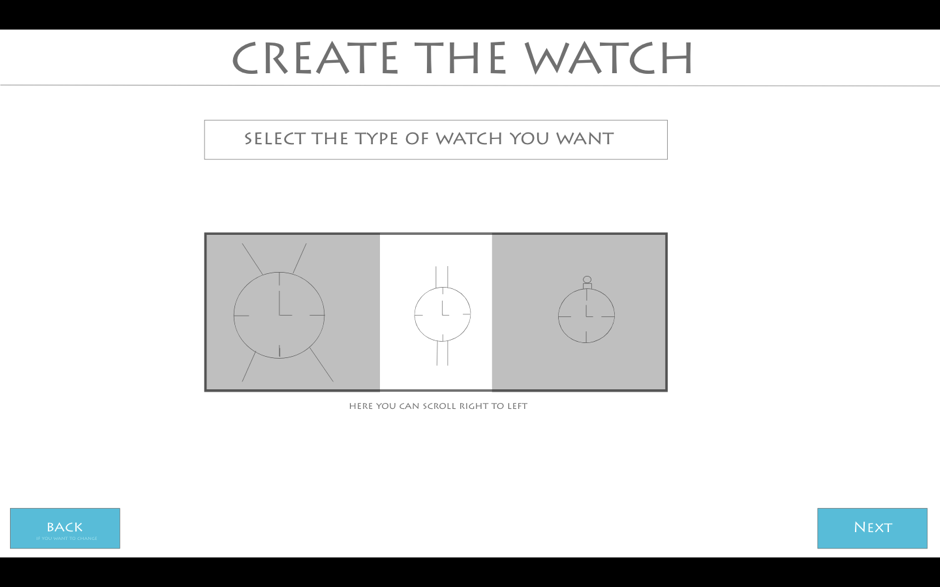 CREATE THE WATCH
SELECT THE TYPE OF WATCH YOU WANT
HERE YOU CAN SCROLL RIGHT TO LEFT
BACK
IF YOU WANT TO CHANGE
NEXT